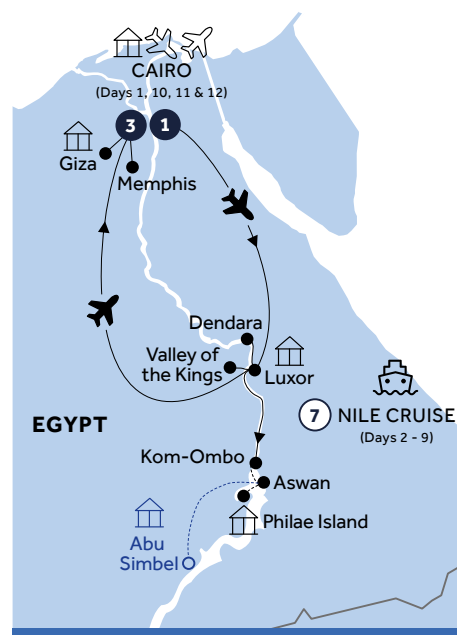 CAIRO
(Days 1, 10, 11 & 12)
3
1
Giza
Memphis
Dendara
Valley of
the Kings
Luxor
7
NILE CRUISE
(Days 2 - 9)
EGYPT
Kom-Ombo
Aswan
Philae Island
Abu
Simbel